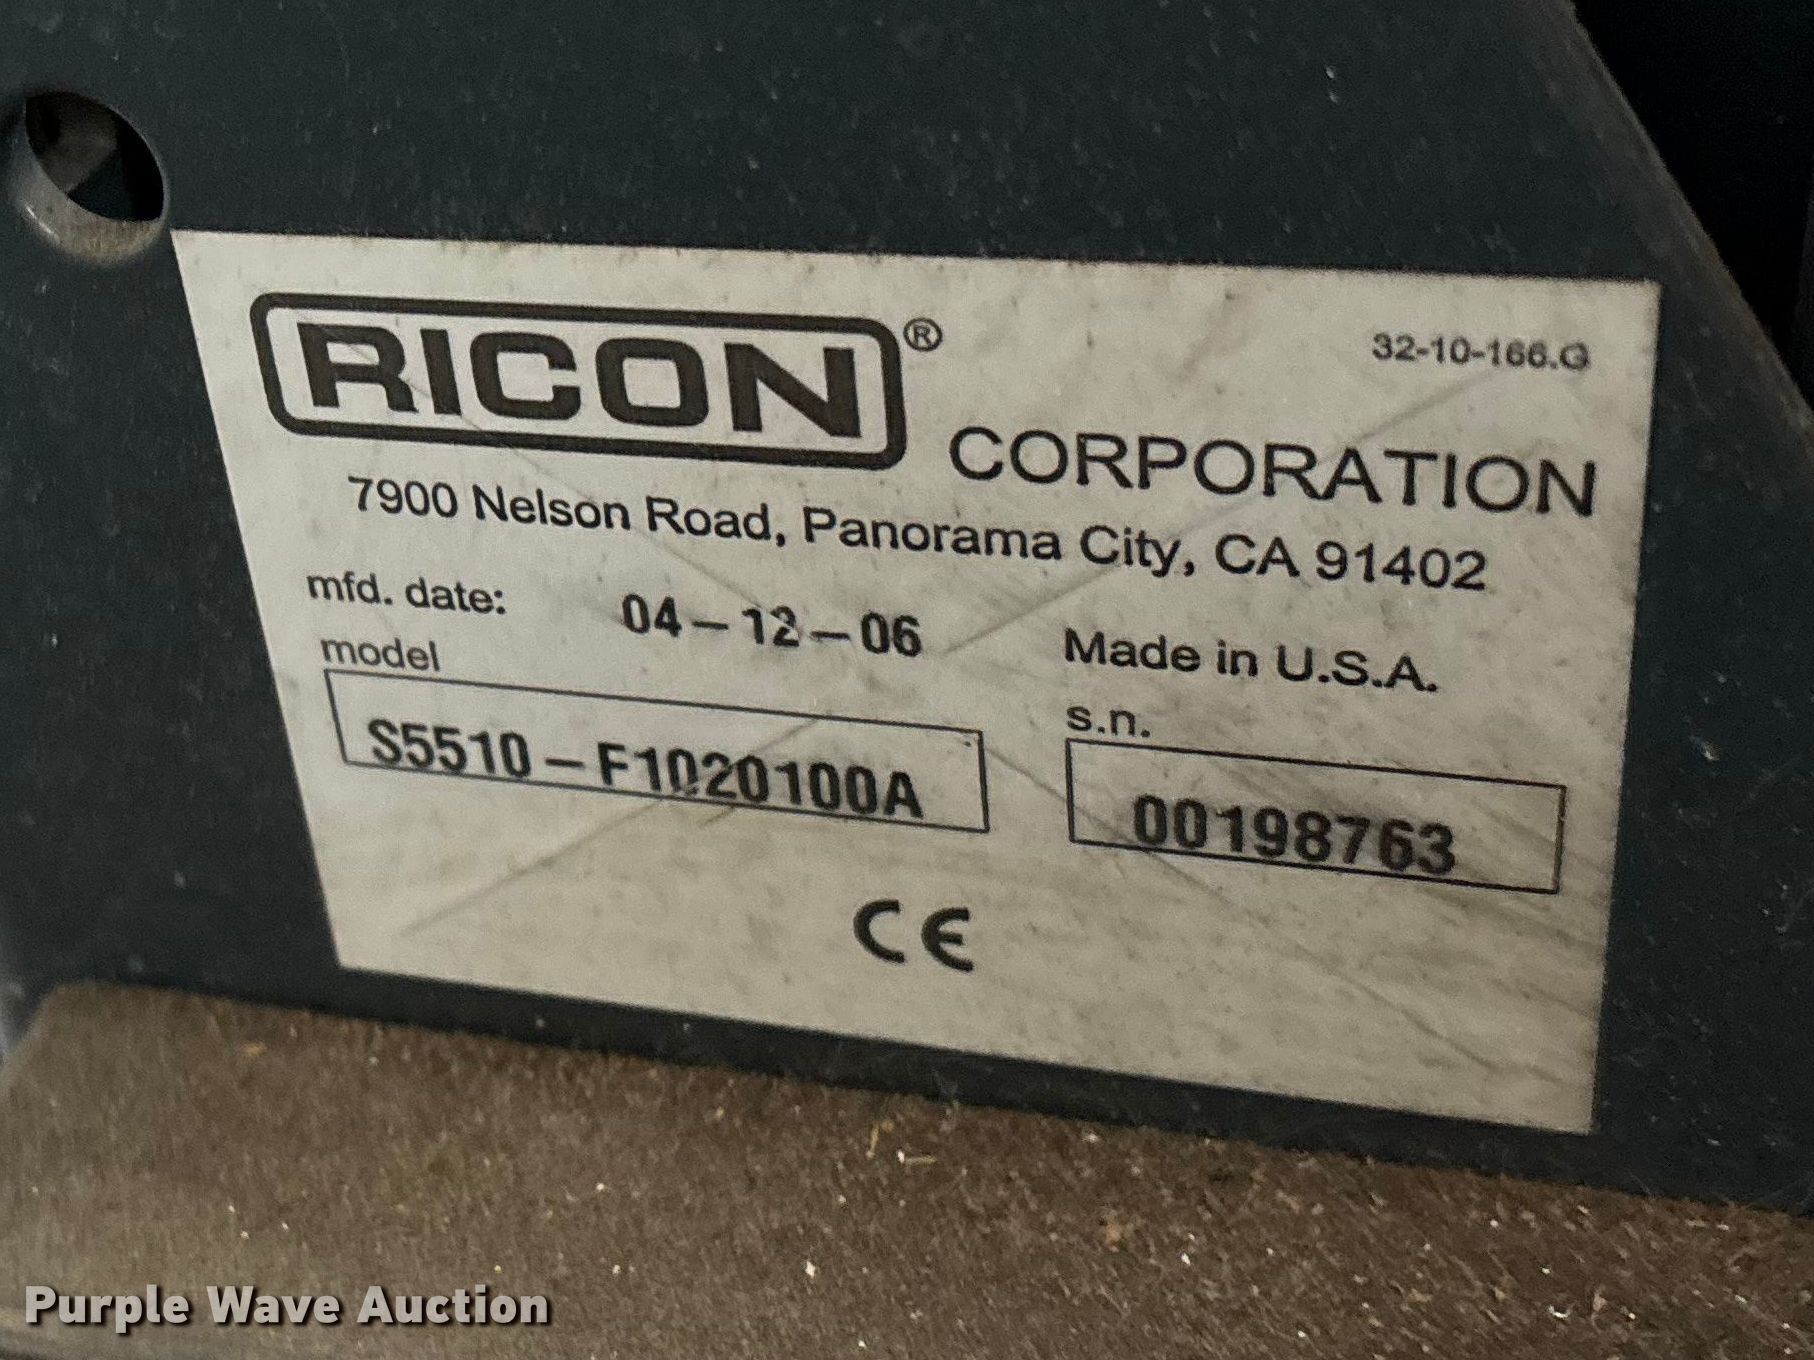 RICON®
32-10-166.G
CORPORATION
7900 Nelson Road, Panorama City, CA 91402
mfd. date: 04-12-06
Made in U.S.A.
model
s.n.
S5510-F1020100A
00198763
CE
Purple Wave Auction